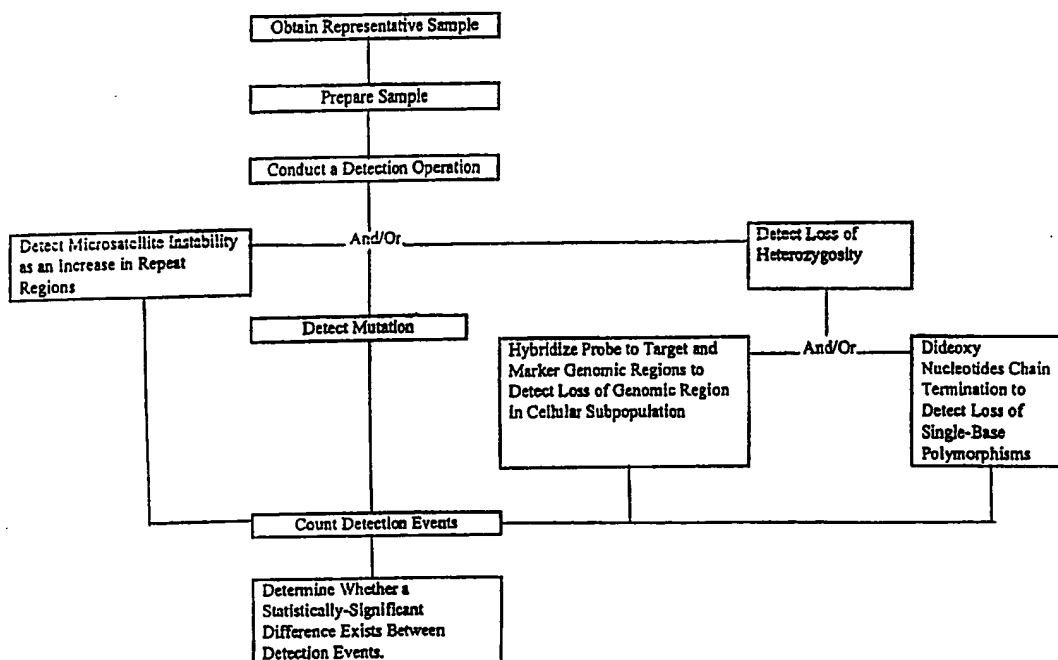 Obtain Representative Sample
Prepare Sample
Conduct a Detection Operation
And/Or
Detect Microsatellite Instability
as an Increase in Repeat
Regions
Detect Loss of
Heterozygosity
Detect Mutation
And/Or
Hybridize Probe to Target and
Marker Genomic Regions to
Detect Loss of Genomic Region
in Cellular Subpopulation
Dideoxy
Nucleotides Chain
Termination to
Detect Loss of
Single-Base
Polymorphisms
Count Detection Events
Determine Whether a
Statistically-Significant
Difference Exists Between
Detection Events.